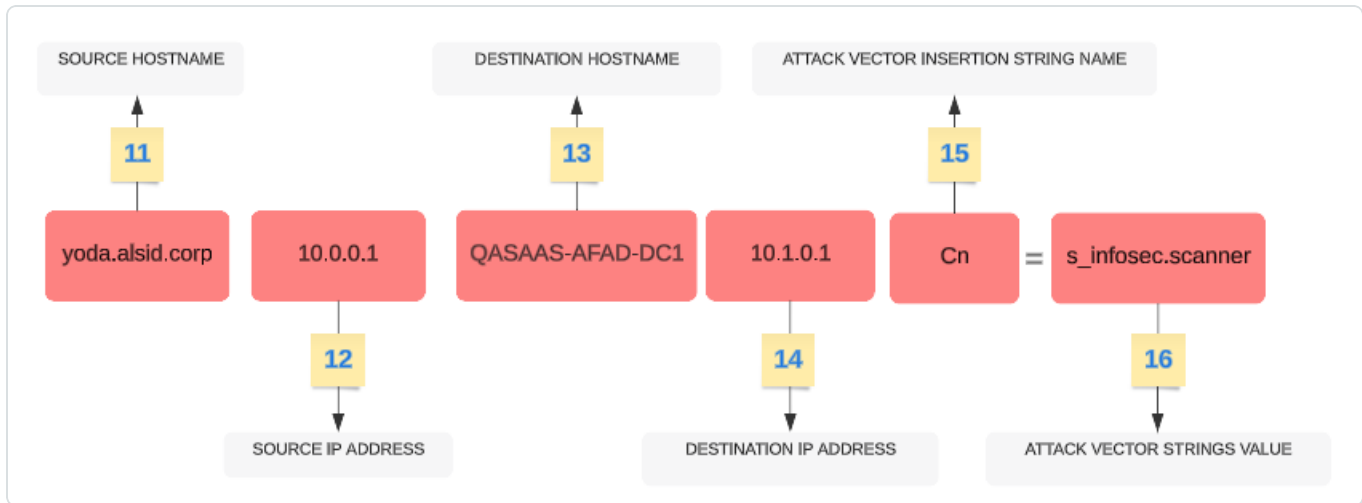 SOURCE HOSTNAME
DESTINATION HOSTNAME
ATTACK VECTOR INSERTION STRING NAME
11
13
15
yoda.alsid.corp
10.0.0.1
QASAAS-AFAD-DC1
10.1.0.1
Cn
=
s_infosec.scanner
12
14
16
SOURCE IP ADDRESS
DESTINATION IP ADDRESS
ATTACK VECTOR STRINGS VALUE